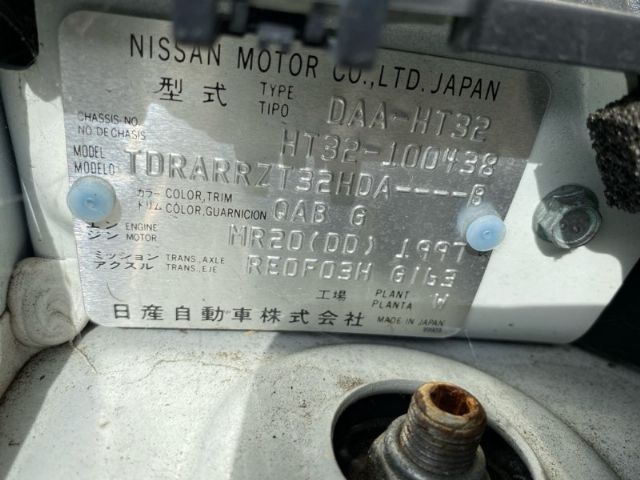 NISSAN MOTOR CO.,LTD.JAPAN
型式 TYPE TIPO DAA-HT32
CHASSIS NO. NO.DE CHASIS HT32-100438
MODEL MODELO TDRARRZT32HDA----B
カラー COLOR,TRIM トリム COLOR,GUARNICION QAB G
エンジン ENGINE MOTOR MR20(DD) 1997
ミッション TRANS.,AXLE アクスル TRANS.,EJE RE0F03H G163
工場 PLANT PLANTA W
日産自動車株式会社 MADE IN JAPAN